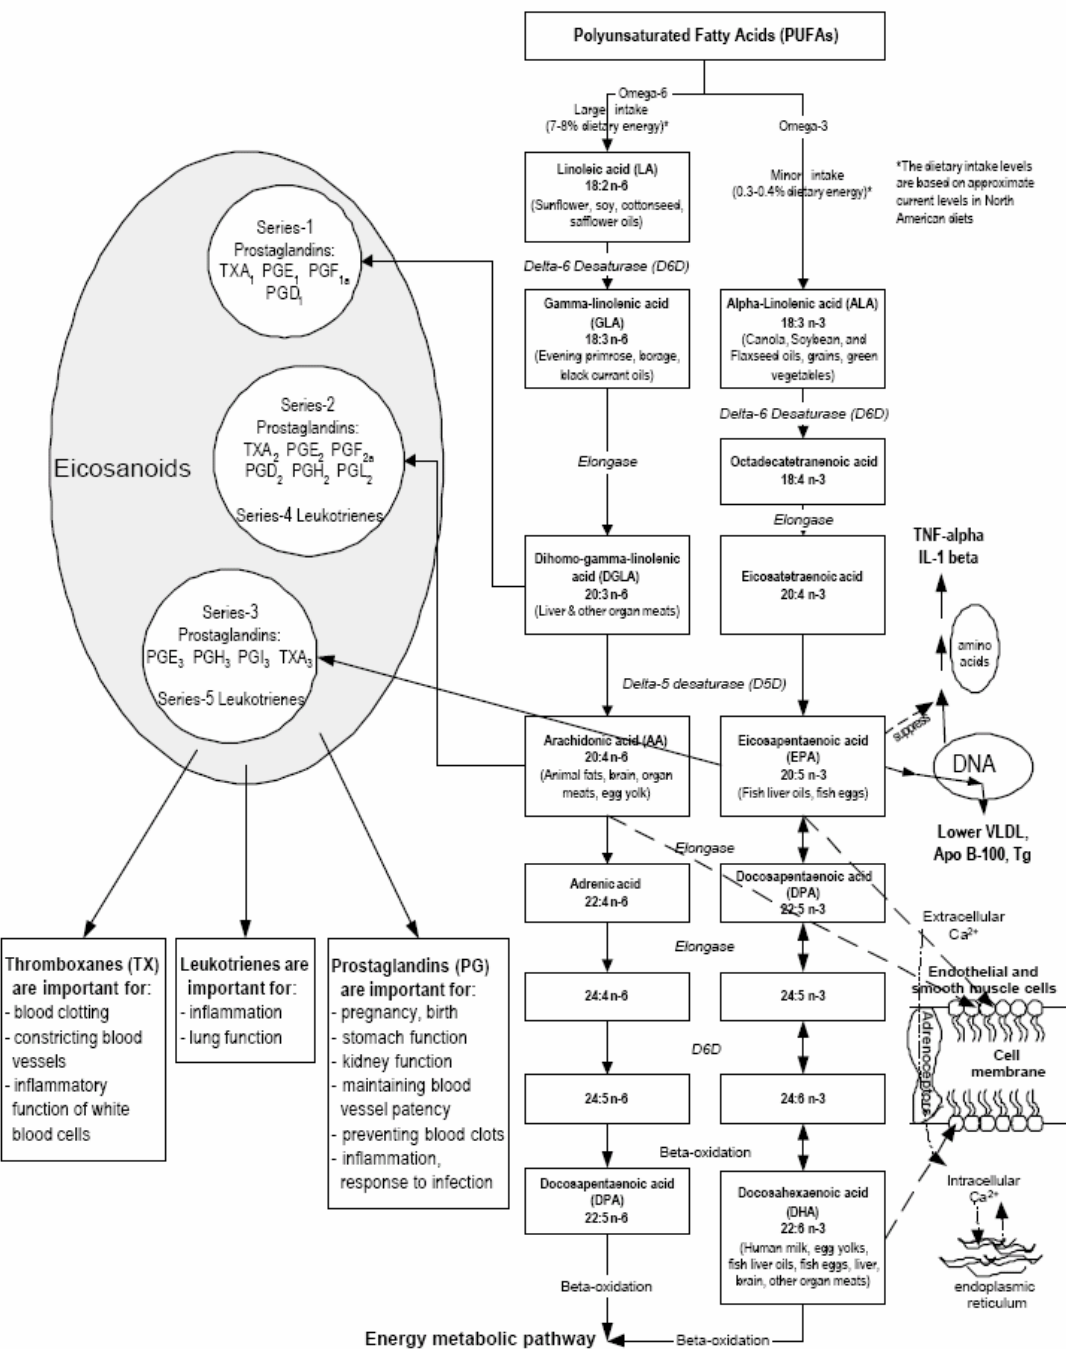 Polyunsaturated Fatty Acids (PUFAs)
Omega-6
Large intake
(7-8% dietary energy)*
Omega-3
Minor intake
(0.3-0.4% dietary energy)*
*The dietary intake levels
are based on approximate
current levels in North
American diets
Linoleic acid (LA)
18:2 n-6
(Sunflower, soy, cottonseed,
safflower oils)
Delta-6 Desaturase (D6D)
Gamma-linolenic acid
(GLA)
18:3 n-6
(Evening primrose, borage,
black currant oils)
Alpha-Linolenic acid (ALA)
18:3 n-3
(Canola, Soybean, and
Flaxseed oils, grains, green
vegetables)
Delta-6 Desaturase (D6D)
Elongase
Octadecatetranenoic acid
18:4 n-3
Elongase
Dihomo-gamma-linolenic
acid (DGLA)
20:3 n-6
(Liver & other organ meats)
Eicosatetraenoic acid
20:4 n-3
Delta-5 desaturase (D5D)
Arachidonic acid (AA)
20:4 n-6
(Animal fats, brain, organ
meats, egg yolk)
Eicosapentaenoic acid
(EPA)
20:5 n-3
(Fish liver oils, fish eggs)
Elongase
Adrenic acid
22:4 n-6
Docosapentaenoic acid
(DPA)
22:5 n-3
Elongase
24:4 n-6
24:5 n-3
D6D
24:5 n-6
24:6 n-3
Beta-oxidation
Docosapentaenoic acid
(DPA)
22:5 n-6
Docosahexaenoic acid
(DHA)
22:6 n-3
(Human milk, egg yolks,
fish liver oils, fish eggs, liver,
brain, other organ meats)
Beta-oxidation
Energy metabolic pathway
Beta-oxidation
Eicosanoids
Series-1
Prostaglandins:
TXA1 PGE1 PGF1a
PGD1
Series-2
Prostaglandins:
TXA2 PGE2 PGF2a
PGD2 PGH2 PGL2
Series-4 Leukotrienes
Series-3
Prostaglandins:
PGE3 PGH3 PGI3 TXA3
Series-5 Leukotrienes
Thromboxanes (TX)
are important for:
- blood clotting
- constricting blood
vessels
- inflammatory
function of white
blood cells
Leukotrienes are
important for:
- inflammation
- lung function
Prostaglandins (PG)
are important for:
- pregnancy, birth
- stomach function
- kidney function
- maintaining blood
vessel patency
- preventing blood clots
- inflammation,
response to infection
TNF-alpha
IL-1 beta
amino
acids
suppress
DNA
Lower VLDL,
Apo B-100, Tg
Extracellular
Ca2+
Endothelial and
smooth muscle cells
Adrenoceptors
Cell
membrane
Intracellular
Ca2+
endoplasmic
reticulum